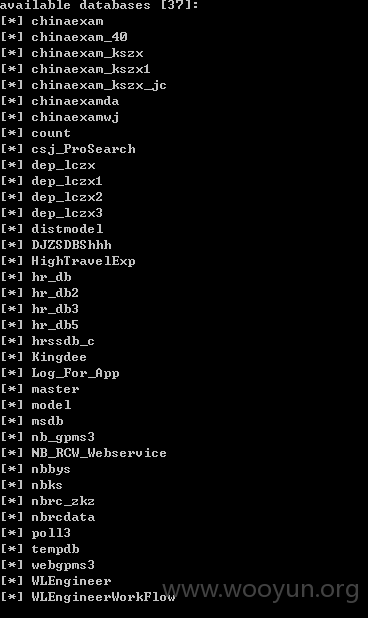 available databases [37]:
[*] chinaexam
[*] chinaexam_40
[*] chinaexam_kszx
[*] chinaexam_kszx1
[*] chinaexam_kszx_jc
[*] chinaexamda
[*] chinaexamwj
[*] count
[*] csj_ProSearch
[*] dep_lczx
[*] dep_lczx1
[*] dep_lczx2
[*] dep_lczx3
[*] distmodel
[*] DJZSDBShhh
[*] HighTravelExp
[*] hr_db
[*] hr_db2
[*] hr_db3
[*] hr_db5
[*] hrssdb_c
[*] Kingdee
[*] Log_For_App
[*] master
[*] model
[*] msdb
[*] nb_gpms3
[*] NB_RCW_Webservice
[*] nbbys
[*] nbks
[*] nbrc_zkz
[*] nbrcdata
[*] poll3
[*] tempdb
[*] webgpms3
[*] WLEngineer
[*] WLEngineerWorkFlow
www.wooyun.org